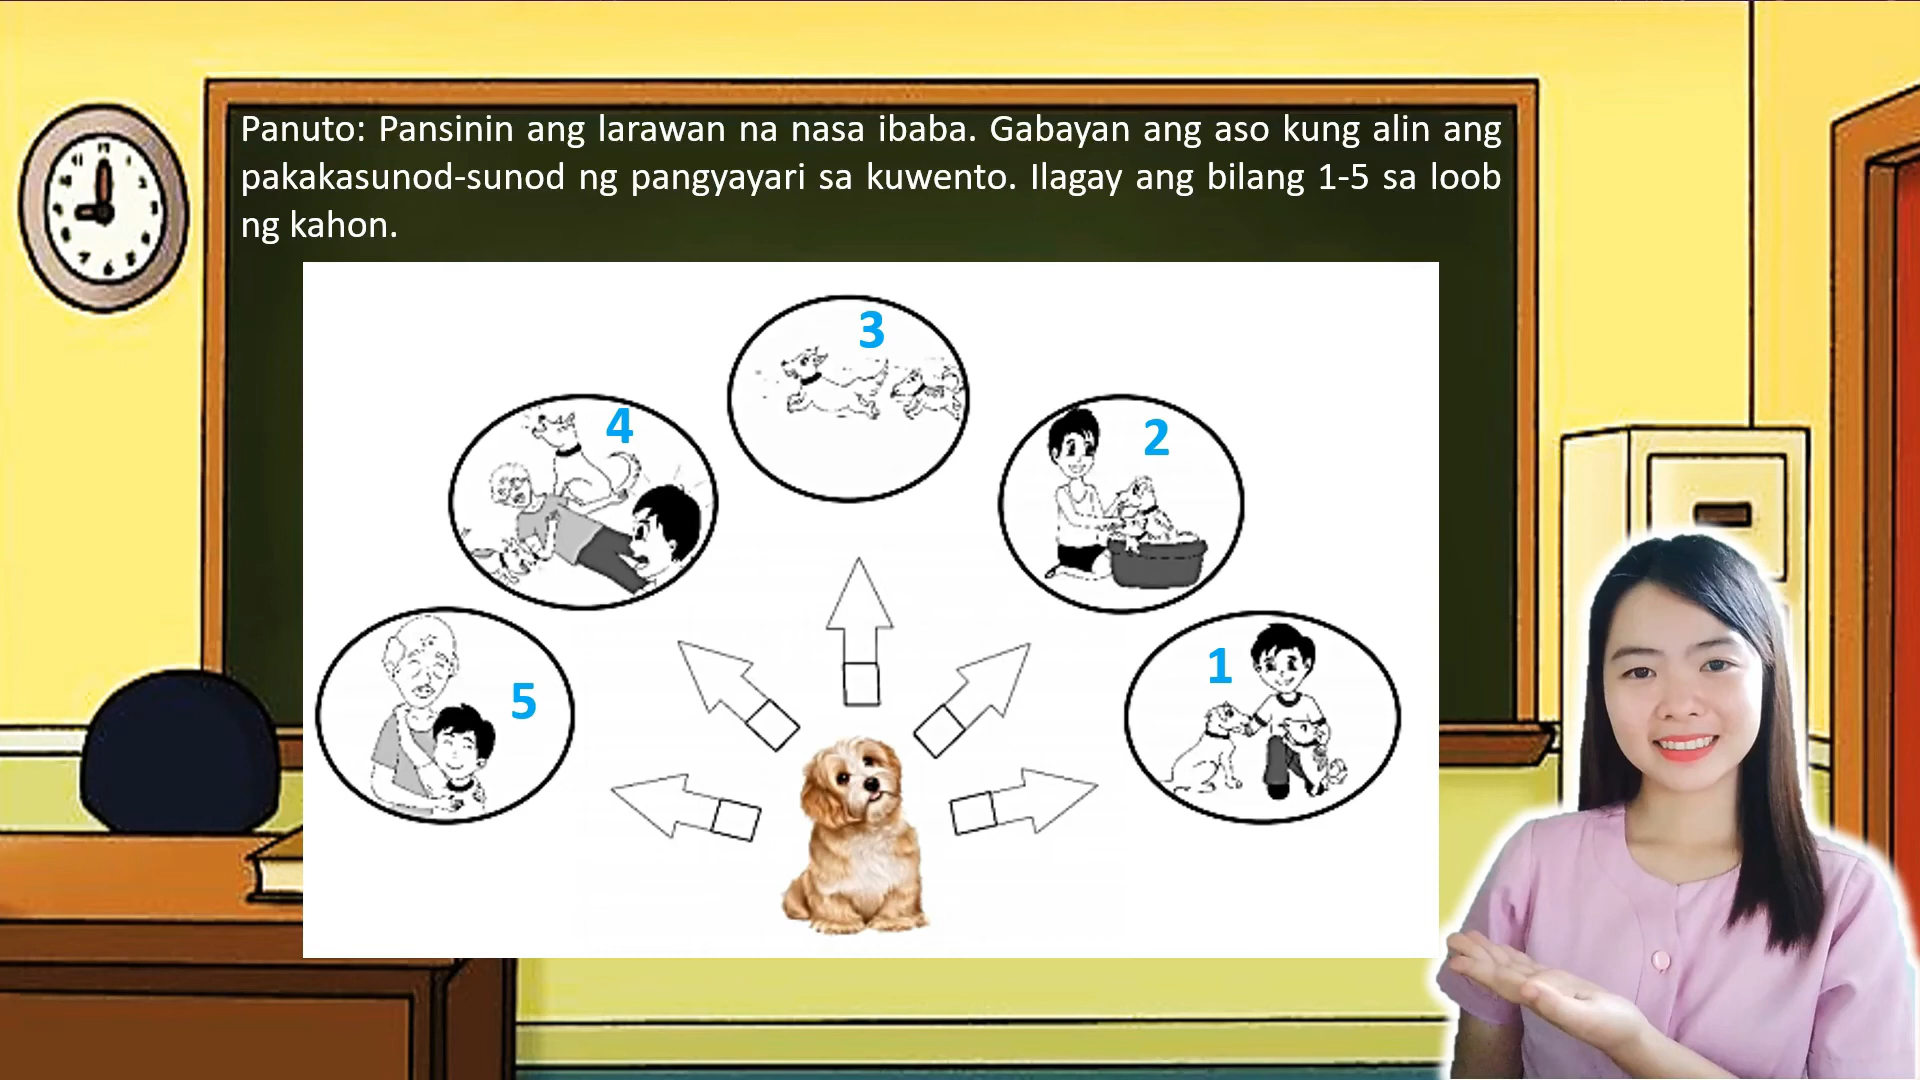 Panuto: Pansinin ang larawan na nasa ibaba. Gabayan ang aso kung alin ang
pakakasunod-sunod ng pangyayari sa kuwento. Ilagay ang bilang 1-5 sa loob
ng kahon.
3
4
2
1
5